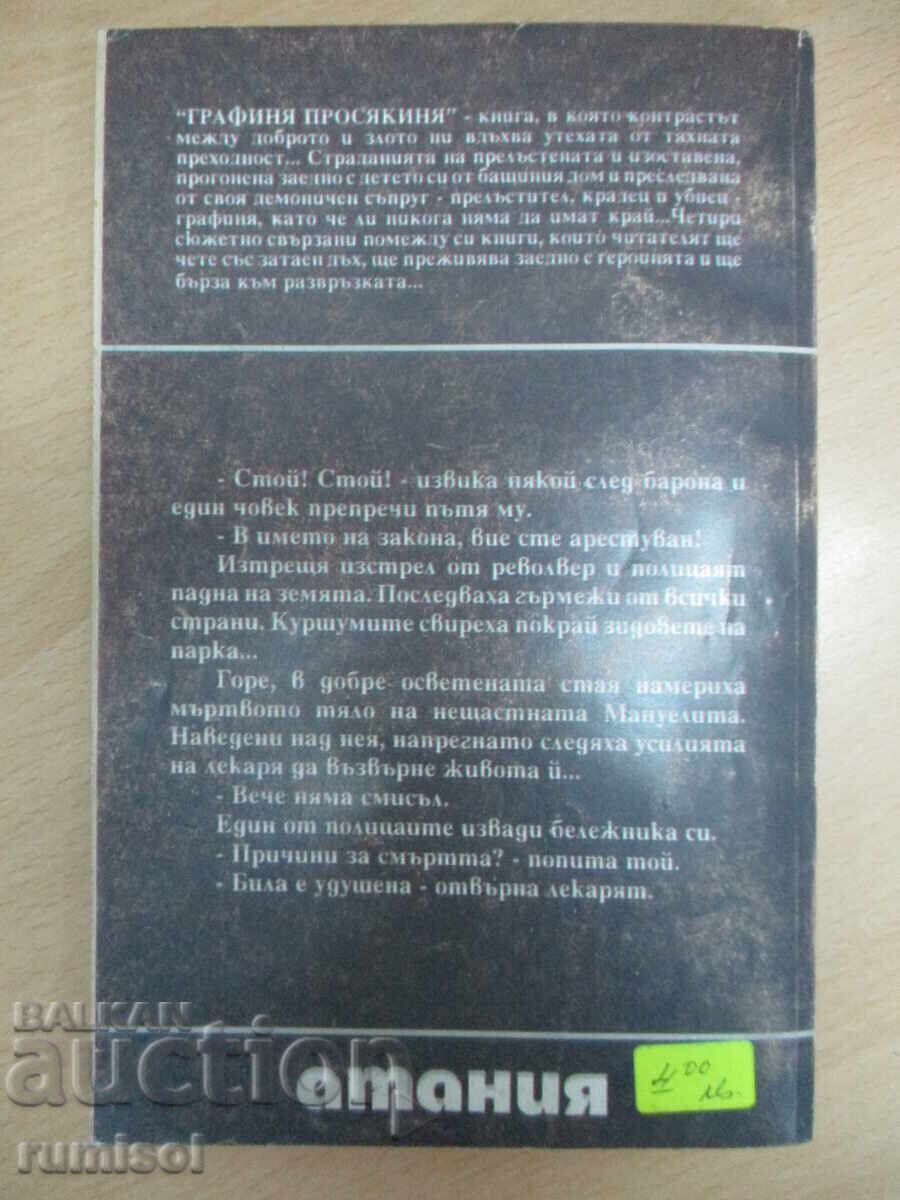 "ГРАФИНЯ ПРОСЯКИНЯ" - книга, в която контрастът
между доброто и злото ни вдъхва утехата от тяхната
преходност... Страданията на прелъстената и изоставена,
прогонена заедно с детето си от бащиния дом и преследвана
от своя демоничен съпруг - прелъстител, крадец и убиец -
графиня, като че ли никога няма да имат край...Четири
сюжетно свързани помежду си книги, които читателят ще
чете със затаен дъх, ще преживява заедно с героинята и ще
бърза към развръзката...
- Стой! Стой! - извика някой след барона и
един човек препречи пътя му.
- В името на закона, вие сте арестуван!
Изтрещя изстрел от револвер и полицаят
падна на земята. Последваха гърмежи от всички
страни. Куршумите свиреха покрай зидовете на
парка...
Горе, в добре осветената стая намериха
мъртвото тяло на нещастната Мануелита.
Наведени над нея, напрегнато следяха усилията
на лекаря да възвърне живота й...
- Вече няма смисъл.
Един от полицаите извади бележника си.
- Причини за смъртта? - попита той.
- Била е удушена - отвърна лекарят.
BALKAN
auction
атания
4 00
лв.
rumisol